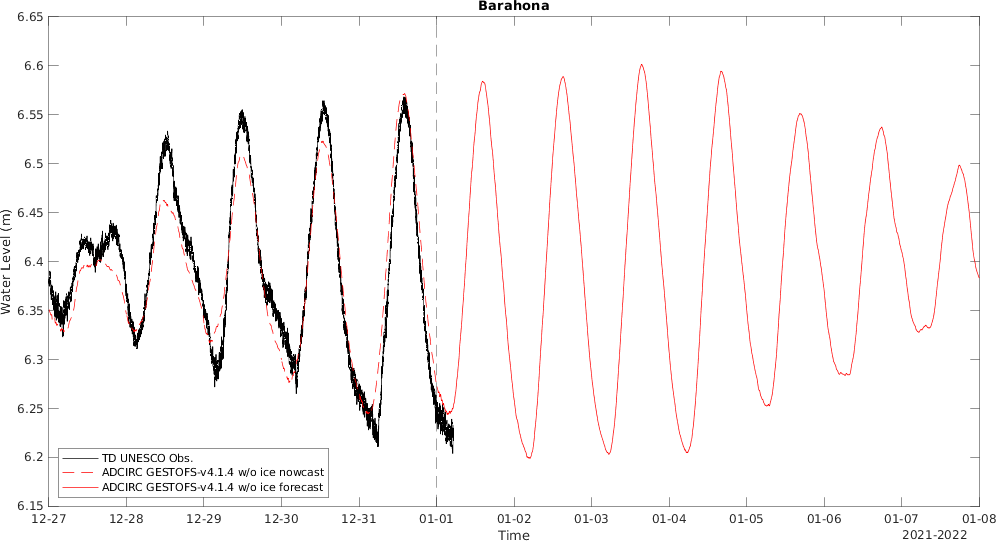 Barahona
6.65
6.6
6.55
6.5
6.45
6.4
6.35
6.3
6.25
6.2
6.15
Water Level (m)
TD UNESCO Obs.
ADCIRC GESTOFS-v4.1.4 w/o ice nowcast
ADCIRC GESTOFS-v4.1.4 w/o ice forecast
12-27 12-28 12-29 12-30 12-31 01-01 01-02 01-03 01-04 01-05 01-06 01-07 01-08
Time
2021-2022